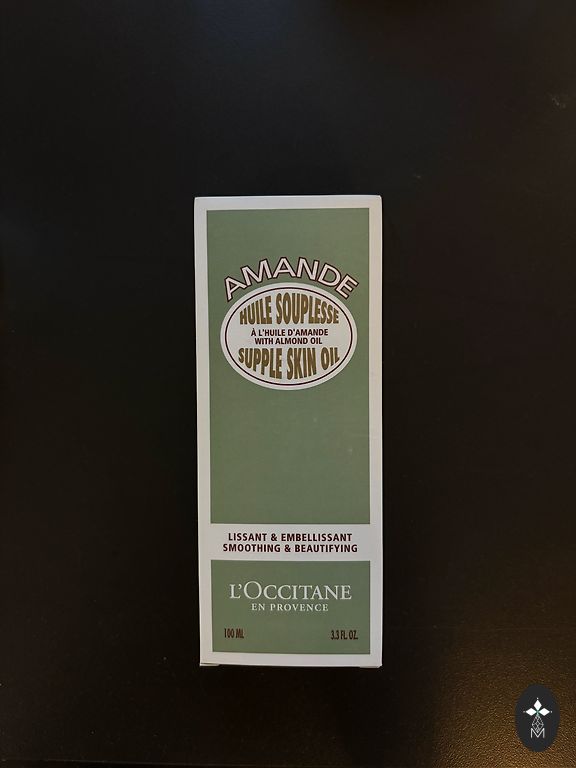 AMANDE
HUILE SOUPLESSE
À L'HUILE D'AMANDE
WITH ALMOND OIL
SUPPLE SKIN OIL
LISSANT & EMBELLISSANT
SMOOTHING & BEAUTIFYING
L'OCCITANE
EN PROVENCE
100 ML 3.3 FL. OZ.
M